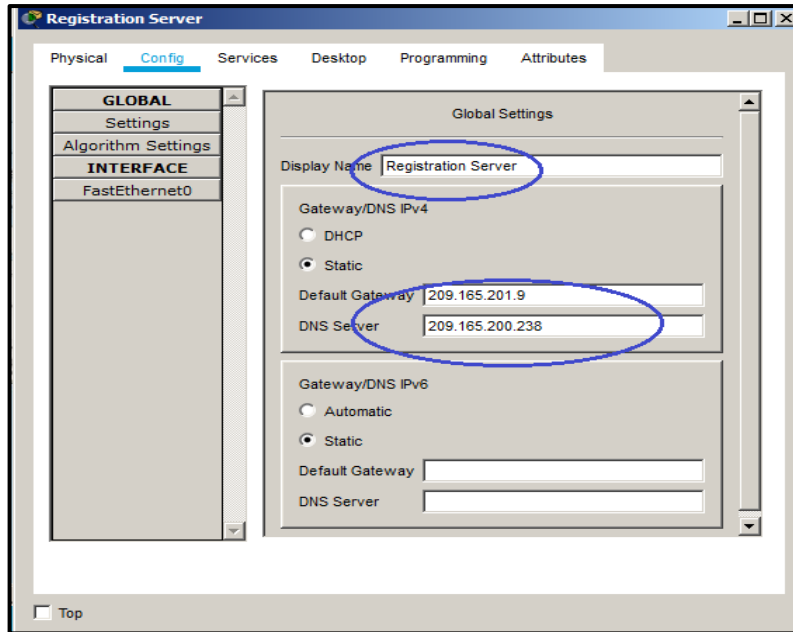 Registration Server
Physical Config Services Desktop Programming Attributes
GLOBAL
Settings
Algorithm Settings
INTERFACE
FastEthernet0
Global Settings
Display Name Registration Server
Gateway/DNS IPv4
DHCP
Static
Default Gateway 209.165.201.9
DNS Server 209.165.200.238
Gateway/DNS IPv6
Automatic
Static
Default Gateway
DNS Server
Top